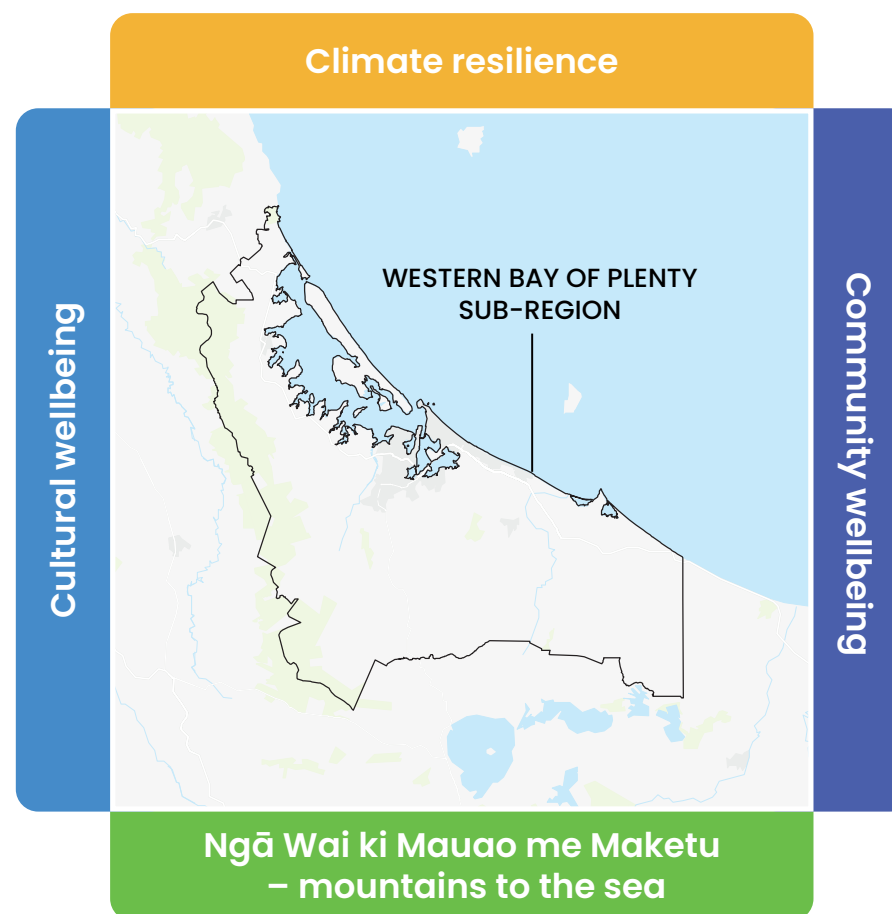 Climate resilience
Cultural wellbeing
WESTERN BAY OF PLENTY
SUB-REGION
Community wellbeing
Ngā Wai ki Mauao me Maketu
– mountains to the sea